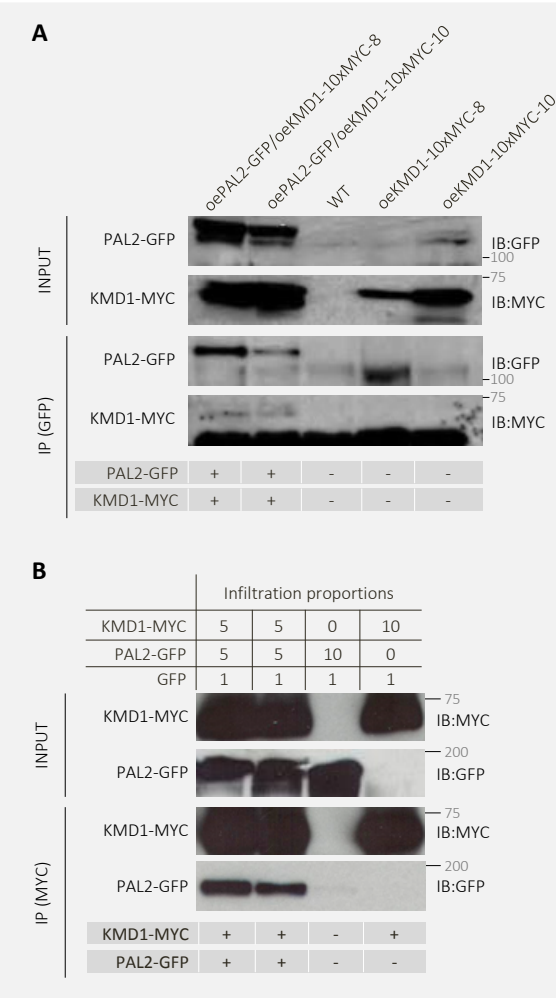 A
oePAL2-GFP/oeKMD1-10xMYC-8
oePAL2-GFP/oeKMD1-10xMYC-10
WT
oeKMD1-10xMYC-8
oeKMD1-10xMYC-10
INPUT
PAL2-GFP
IB:GFP
100
75
KMD1-MYC
IB:MYC
IP (GFP)
PAL2-GFP
IB:GFP
100
75
KMD1-MYC
IB:MYC
PAL2-GFP + + - - -
KMD1-MYC + + - - -
B
Infiltration proportions
KMD1-MYC 5 5 0 10
PAL2-GFP 5 5 10 0
GFP 1 1 1 1
INPUT
75
KMD1-MYC
IB:MYC
200
PAL2-GFP
IB:GFP
IP (MYC)
75
KMD1-MYC
IB:MYC
200
PAL2-GFP
IB:GFP
KMD1-MYC + + - +
PAL2-GFP + + - -